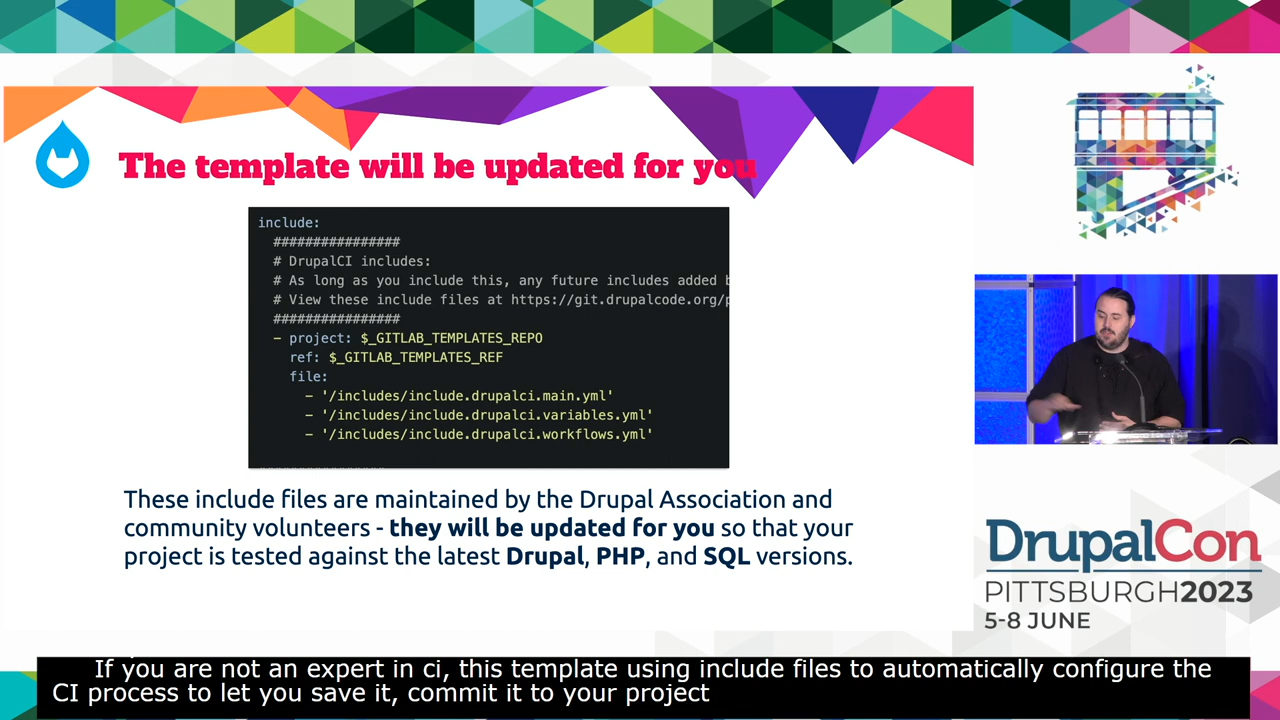 The template will be updated for you
include:
################
# DrupalCI includes:
# As long as you include this, any future includes added b
# View these include files at https://git.drupalcode.org/p
################
- project: $_GITLAB_TEMPLATES_REPO
ref: $_GITLAB_TEMPLATES_REF
file:
- '/includes/include.drupalci.main.yml'
- '/includes/include.drupalci.variables.yml'
- '/includes/include.drupalci.workflows.yml'
These include files are maintained by the Drupal Association and
community volunteers - they will be updated for you so that your
project is tested against the latest Drupal, PHP, and SQL versions.
DrupalCon
PITTSBURGH2023
5-8 JUNE
If you are not an expert in ci, this template using include files to automatically configure the
CI process to let you save it, commit it to your project